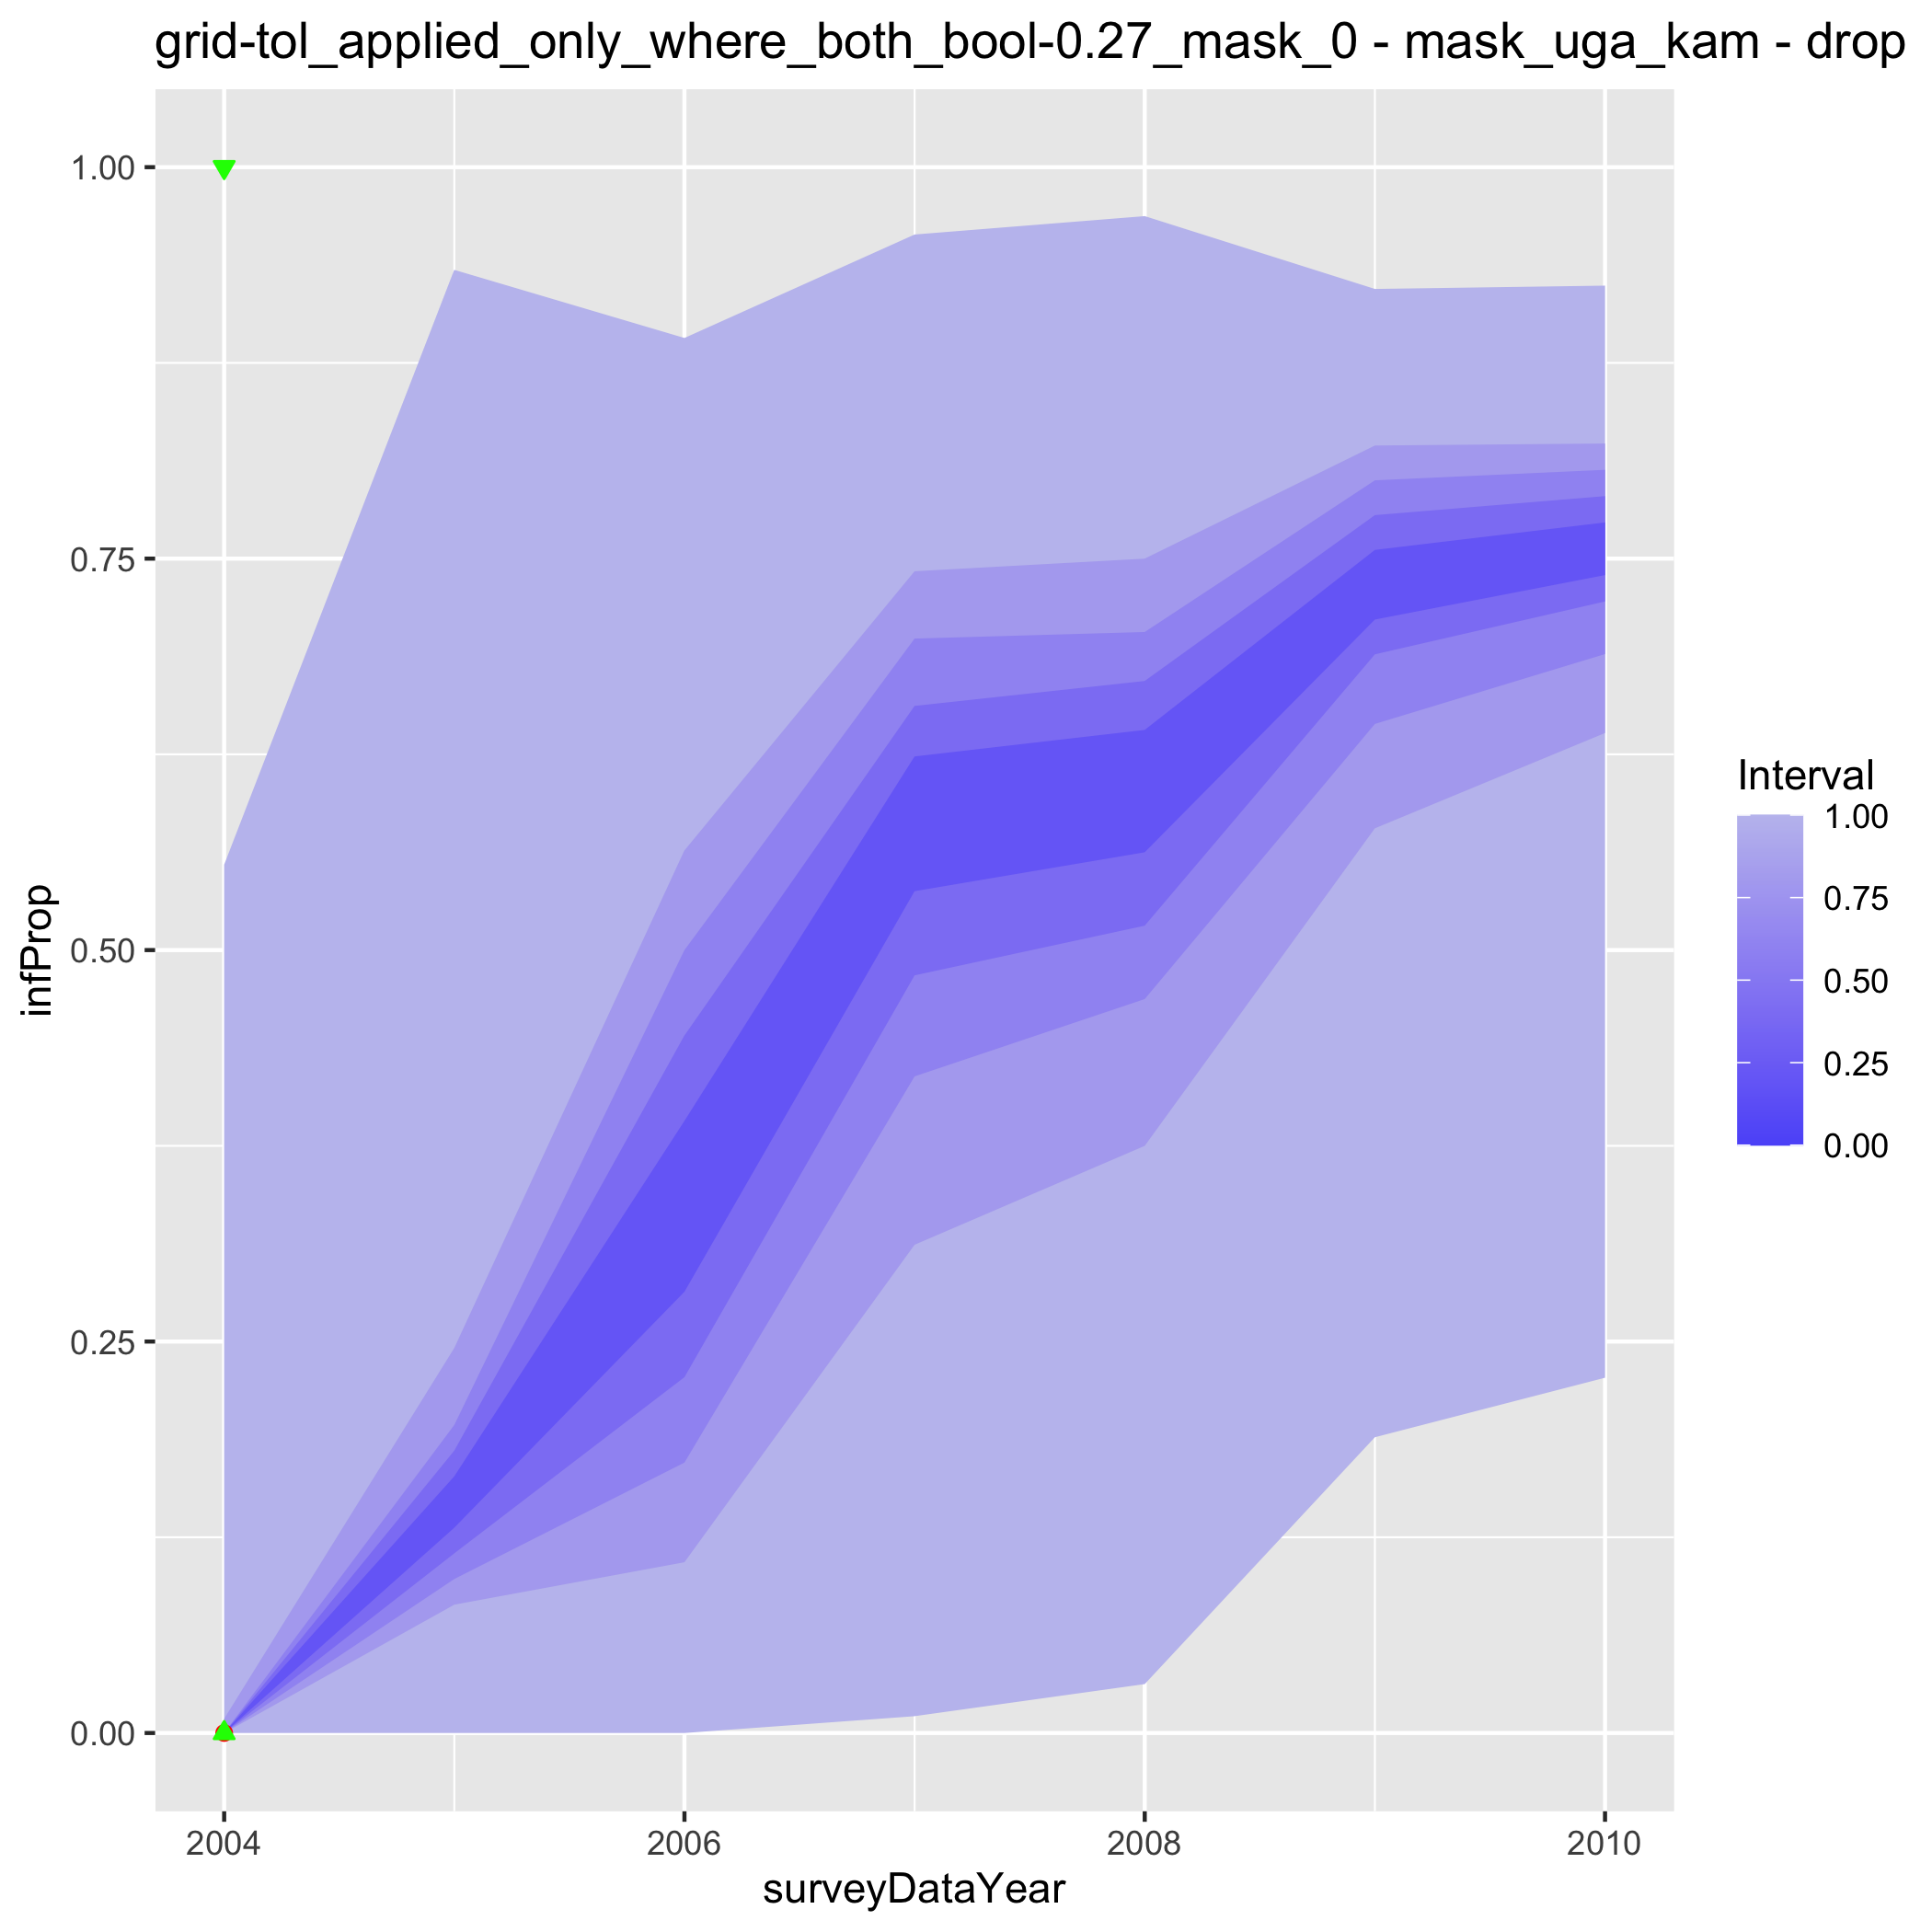 grid-tol_applied_only_where_both_bool-0.27_mask_0 - mask_uga_kam - drop
1.00
0.75
0.50
0.25
0.00
infProp
2004 2006 2008 2010
surveyDataYear
Interval
1.00
0.75
0.50
0.25
0.00